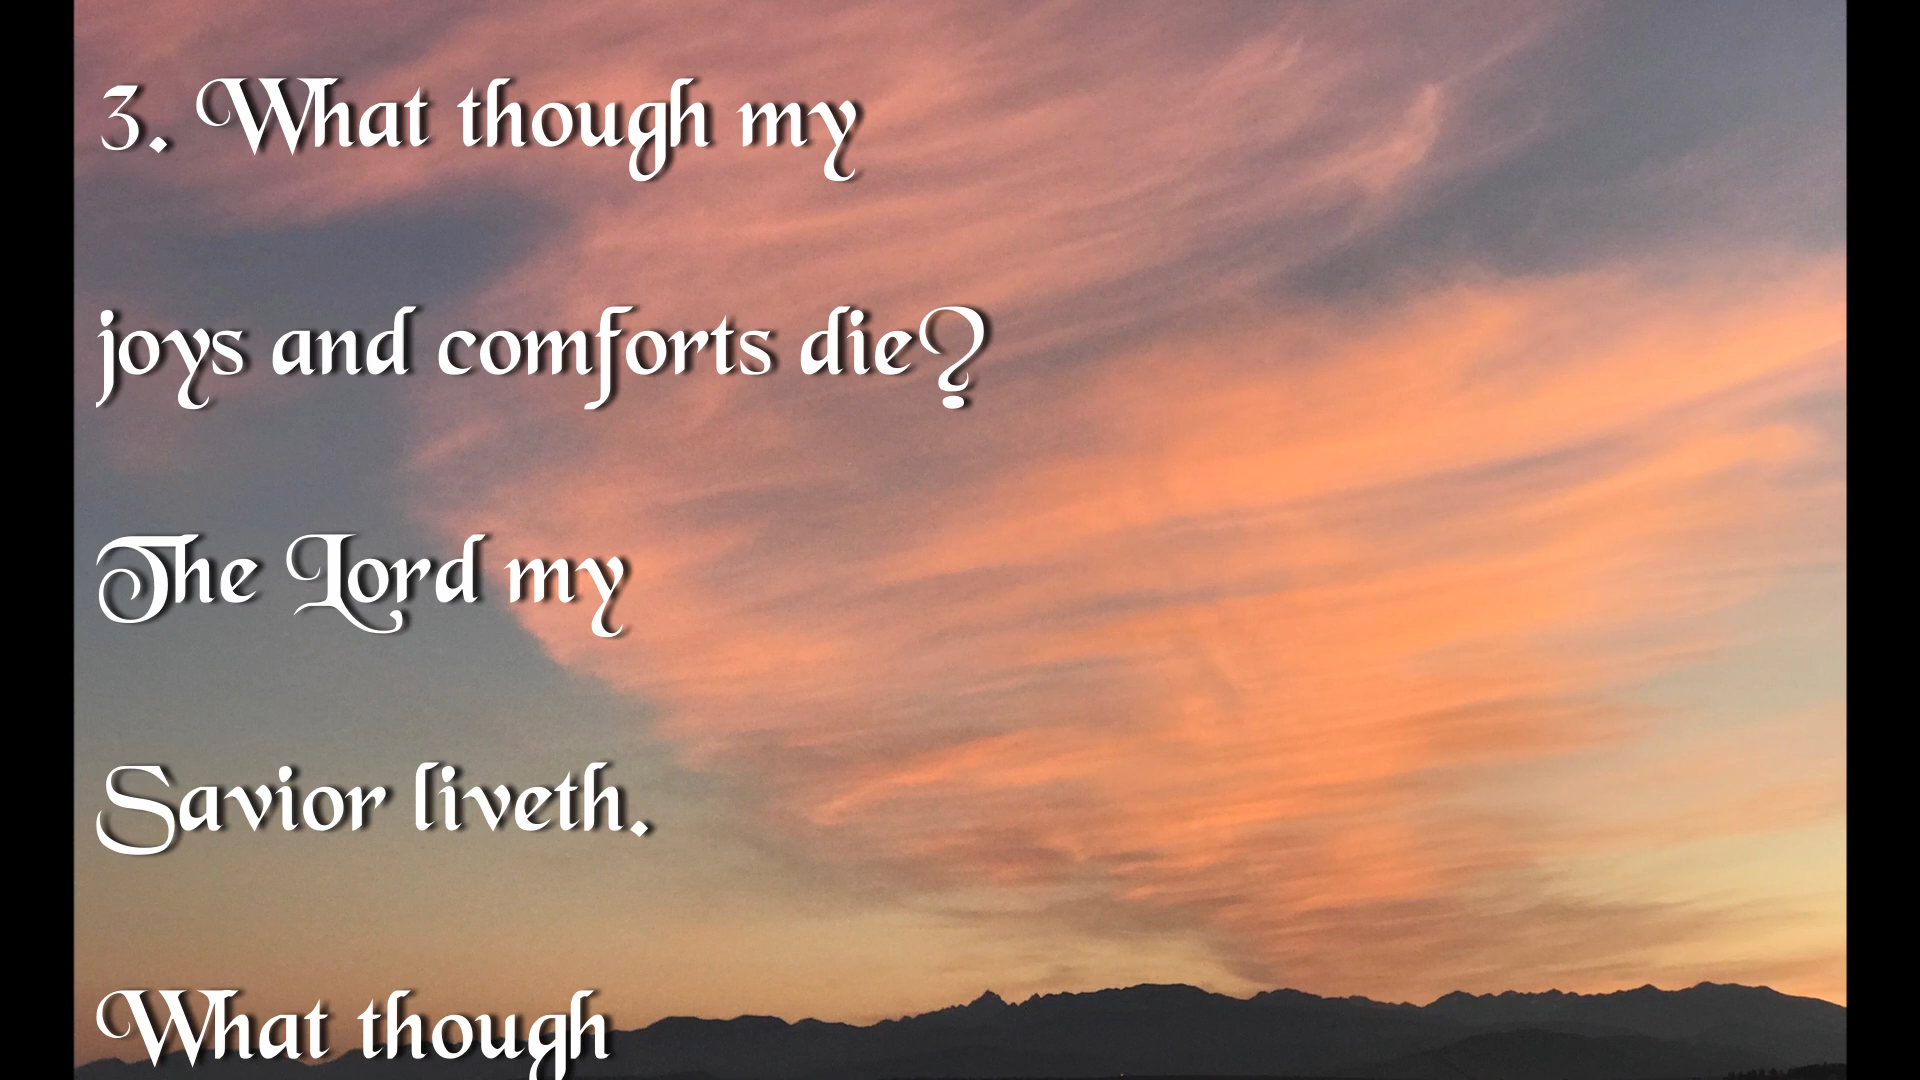 3. What though my
joys and comforts die?
The Lord my
Savior liveth.
What though